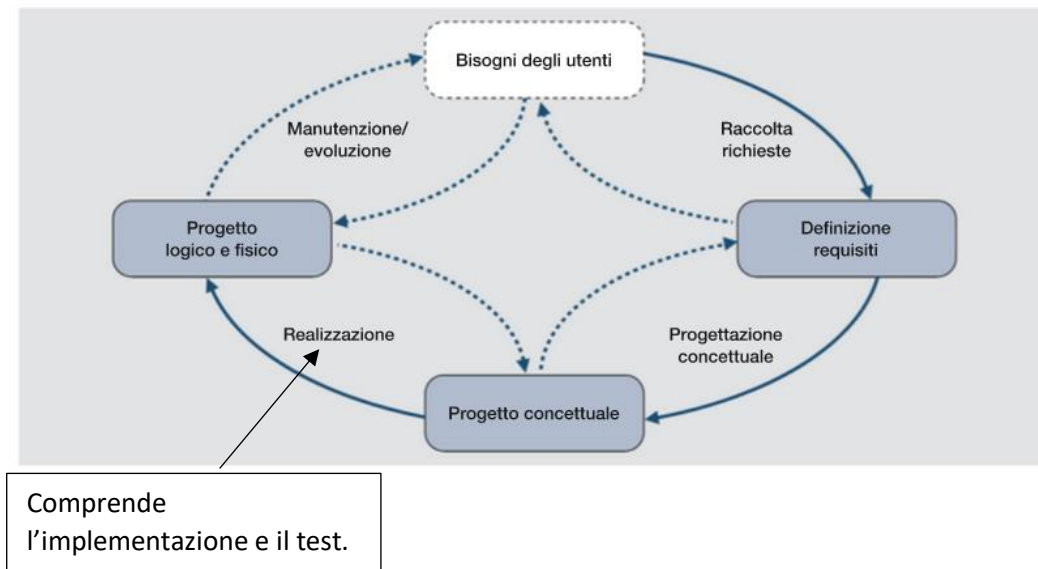 Bisogni degli utenti
Manutenzione/
evoluzione
Raccolta
richieste
Progetto
logico e fisico
Definizione
requisiti
Realizzazione
Progettazione
concettuale
Progetto concettuale
Comprende
l’implementazione e il test.